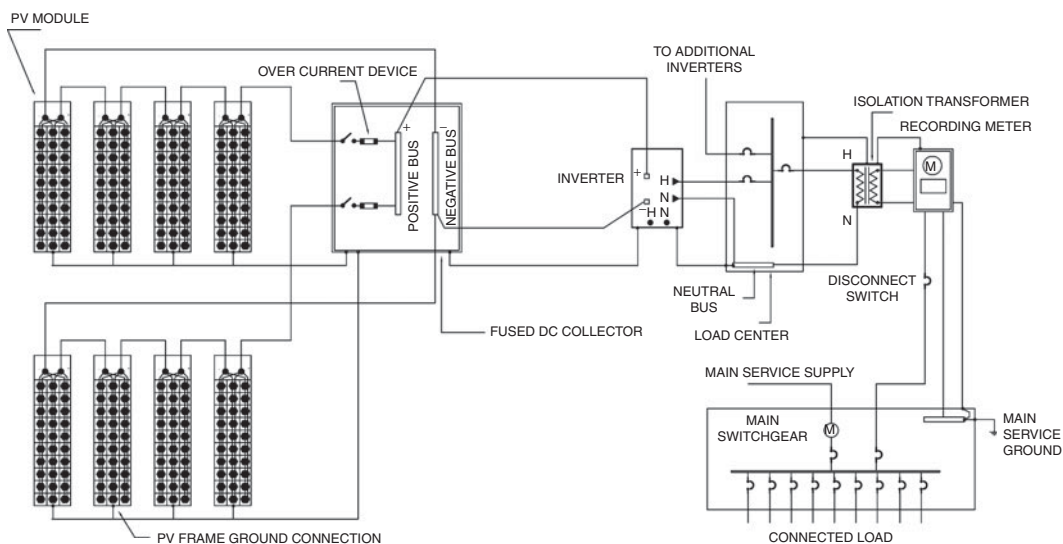 PV MODULE
OVER CURRENT DEVICE
+
POSITIVE BUS
−
NEGATIVE BUS
FUSED DC COLLECTOR
PV FRAME GROUND CONNECTION
INVERTER
+
H
N
−
H N
TO ADDITIONAL
INVERTERS
NEUTRAL
BUS
LOAD CENTER
ISOLATION TRANSFORMER
RECORDING METER
H
N
M
DISCONNECT
SWITCH
MAIN SERVICE SUPPLY
MAIN
SWITCHGEAR
M
MAIN
SERVICE
GROUND
CONNECTED LOAD